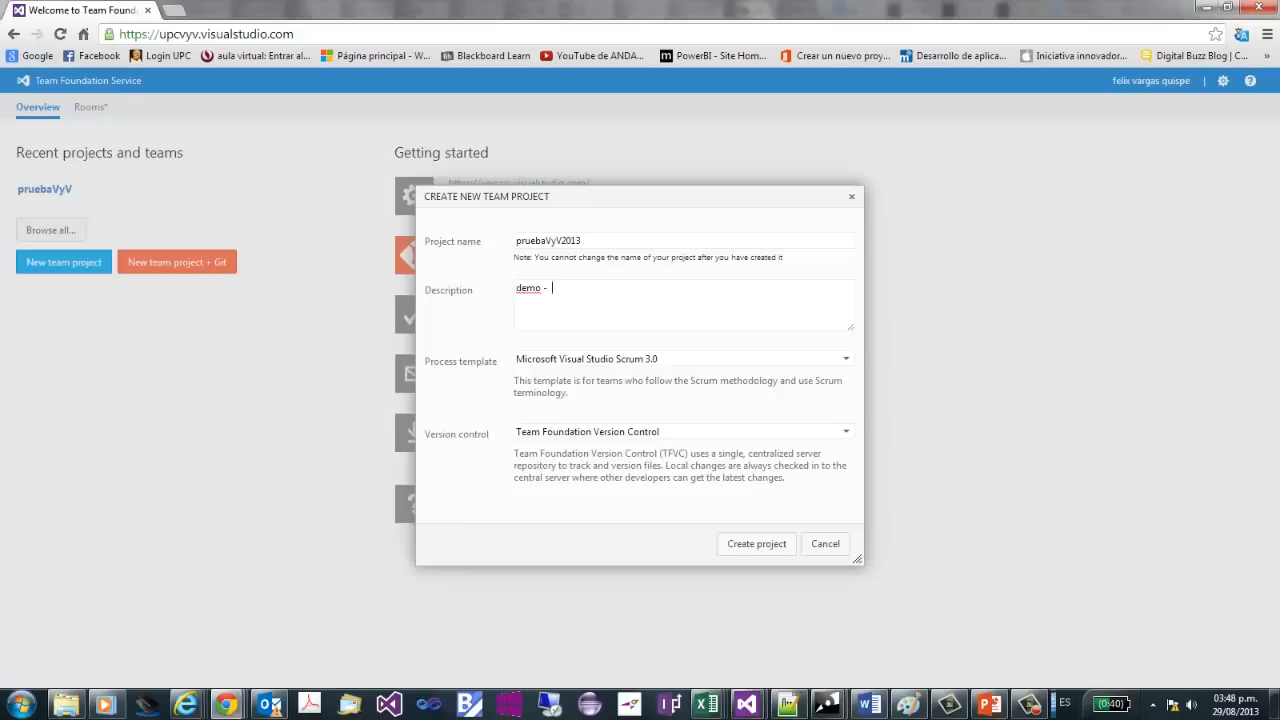 Welcome to Team Found
https://upcvyv.visualstudio.com
Google
Facebook
Login UPC
aula virtual: Entrar al...
Página principal - W...
Blackboard Learn
YouTube de ANDA...
PowerBI - Site Hom...
Crear un nuevo proy...
Desarrollo de aplica...
Iniciativa innovador...
Digital Buzz Blog | C...
»
Team Foundation Service
felix vargas quispe
Overview
Rooms*
Recent projects and teams
Getting started
pruebaVyV
Browse all...
New team project
New team project + Git
CREATE NEW TEAM PROJECT
Project name
pruebaVyV2013
Note: You cannot change the name of your project after you have created it
Description
demo -
Process template
Microsoft Visual Studio Scrum 3.0
This template is for teams who follow the Scrum methodology and use Scrum
terminology.
Version control
Team Foundation Version Control
Team Foundation Version Control (TFVC) uses a single, centralized server
repository to track and version files. Local changes are always checked in to the
central server where other developers can get the latest changes.
Create project
Cancel
ES
(0:40)
03:48 p.m.
29/08/2013